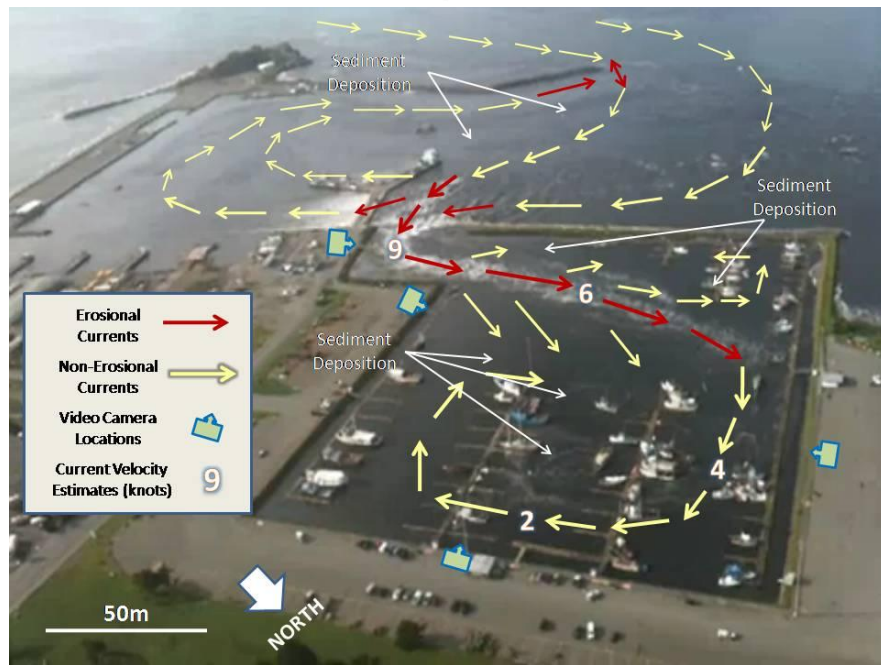 Sediment
Deposition
Sediment
Deposition
9
6
Sediment
Deposition
4
2
Erosional
Currents
Non-Erosional
Currents
Video Camera
Locations
Current Velocity
Estimates (knots)
9
NORTH
50m